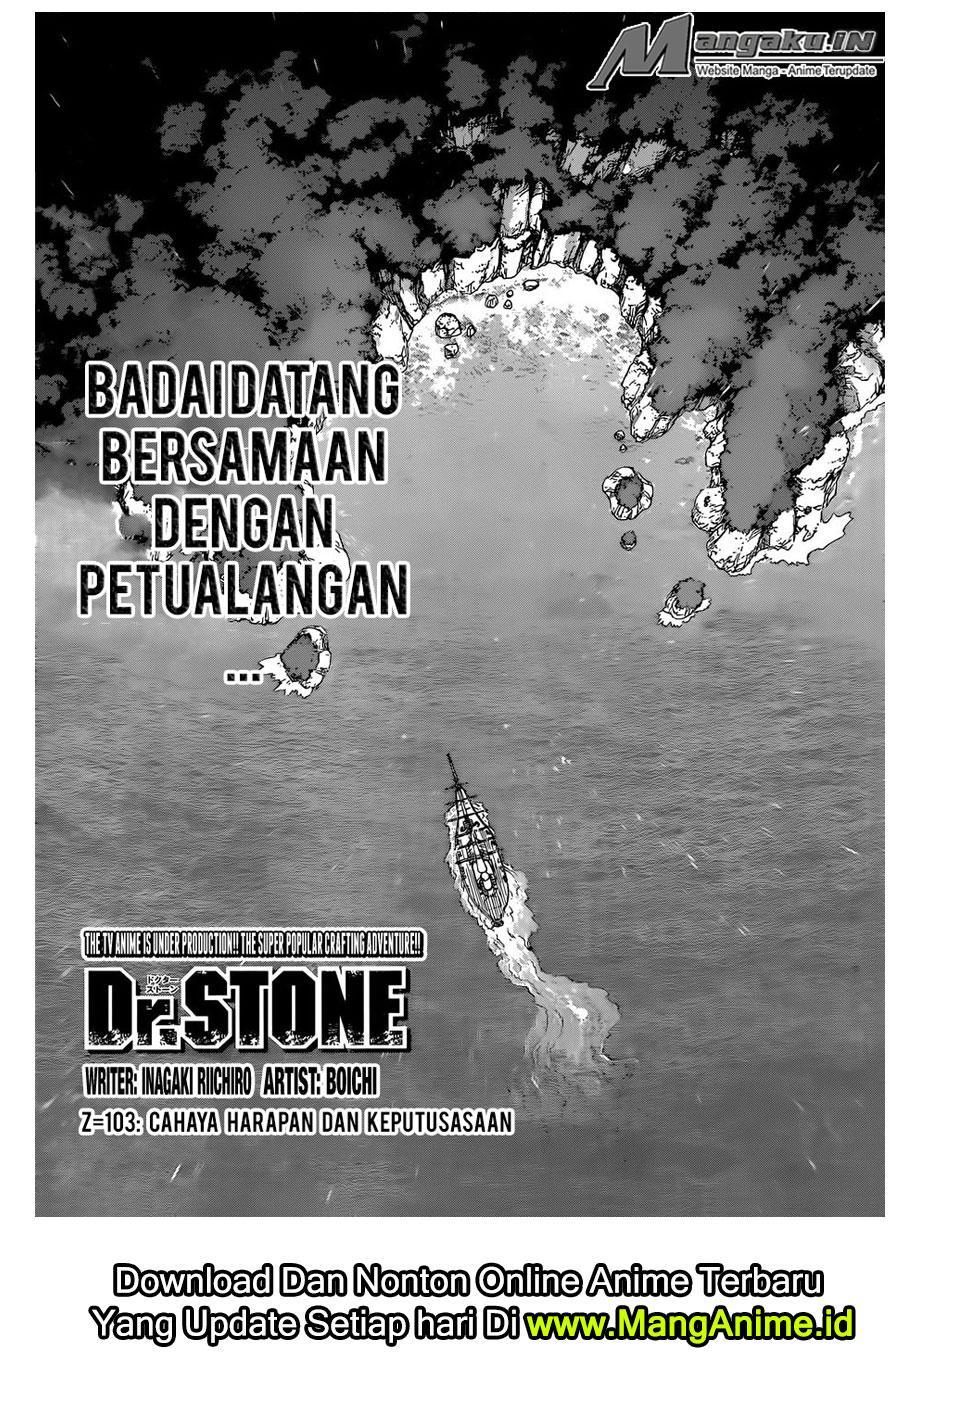 Mangaku.IN
Website Manga - Anime Terupdate
BADAI DATANG
BERSAMAAN
DENGAN
PETUALANGAN
...
THE TV ANIME IS UNDER PRODUCTION!! THE SUPER POPULAR CRAFTING ADVENTURE!!
ドクター
ストーン
Dr.STONE
WRITER: INAGAKI RIICHIRO ARTIST: BOICHI
Z=103: CAHAYA HARAPAN DAN KEPUTUSASAAN
Download Dan Nonton Online Anime Terbaru
Yang Update Setiap hari Di www.MangAnime.id